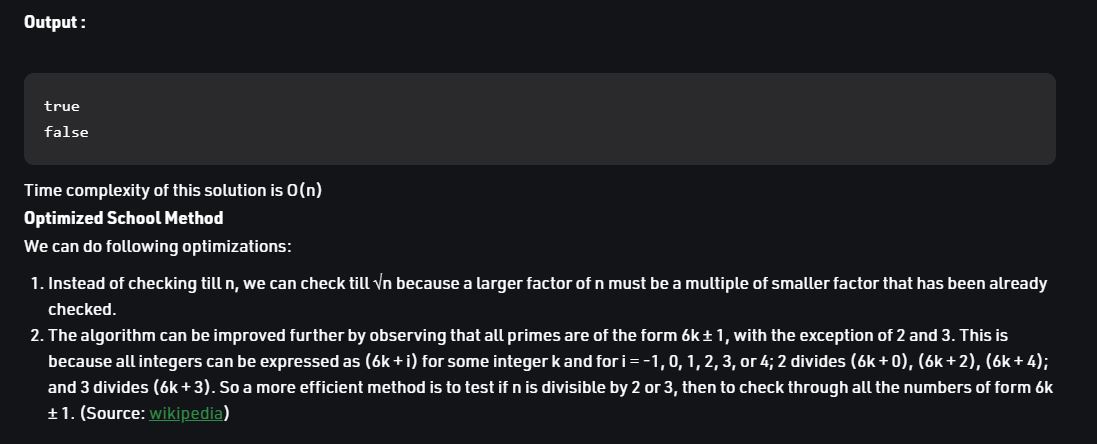 Output :
true
false
Time complexity of this solution is O(n)
Optimized School Method
We can do following optimizations:
1. Instead of checking till n, we can check till √n because a larger factor of n must be a multiple of smaller factor that has been already
checked.
2. The algorithm can be improved further by observing that all primes are of the form 6k ± 1, with the exception of 2 and 3. This is
because all integers can be expressed as (6k + i) for some integer k and for i = -1, 0, 1, 2, 3, or 4; 2 divides (6k + 0), (6k + 2), (6k + 4);
and 3 divides (6k + 3). So a more efficient method is to test if n is divisible by 2 or 3, then to check through all the numbers of form 6k
± 1. (Source: wikipedia)